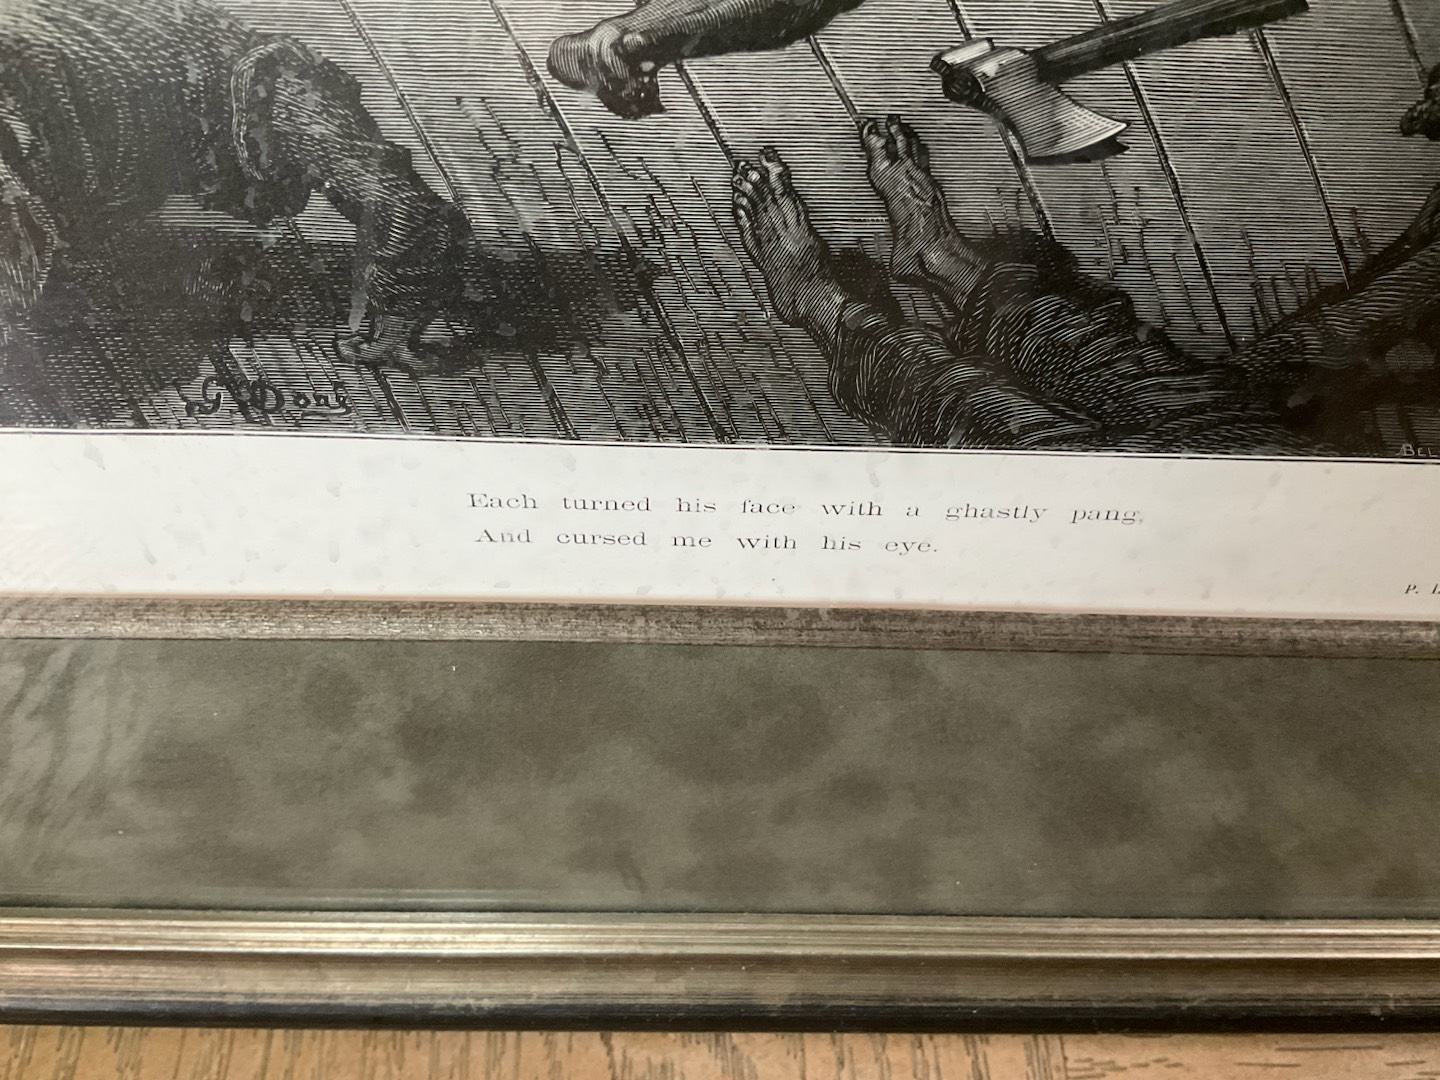 G Doré
Each turned his face with a ghastly pang,
And cursed me with his eye.